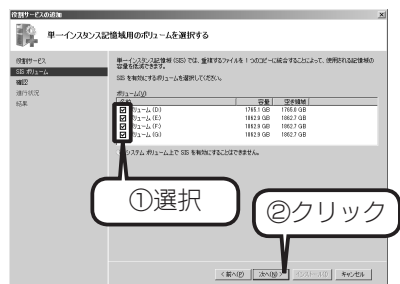 役割サービスの追加
単一インスタンス記憶域用のボリュームを選択する
役割サービス
SIS ボリューム
確認
進行状況
結果
単一インスタンス記憶域 (SIS) では、重複するファイルを 1 つのコピーに統合することによって、使用される記憶域の
容量を低減できます。
SIS を有効にするボリュームを選択してください。
ボリューム(V)
名前 容量 空き領域
ボリューム (D) 1765.1 GB 1765.0 GB
ボリューム (E) 1862.9 GB 1862.7 GB
ボリューム (F) 1862.9 GB 1862.7 GB
ボリューム (G) 1862.9 GB 1862.7 GB
システム ボリューム上で SIS を有効にすることはできません。
①選択
②クリック
< 前へ(P) 次へ(N) > インストール(I) キャンセル